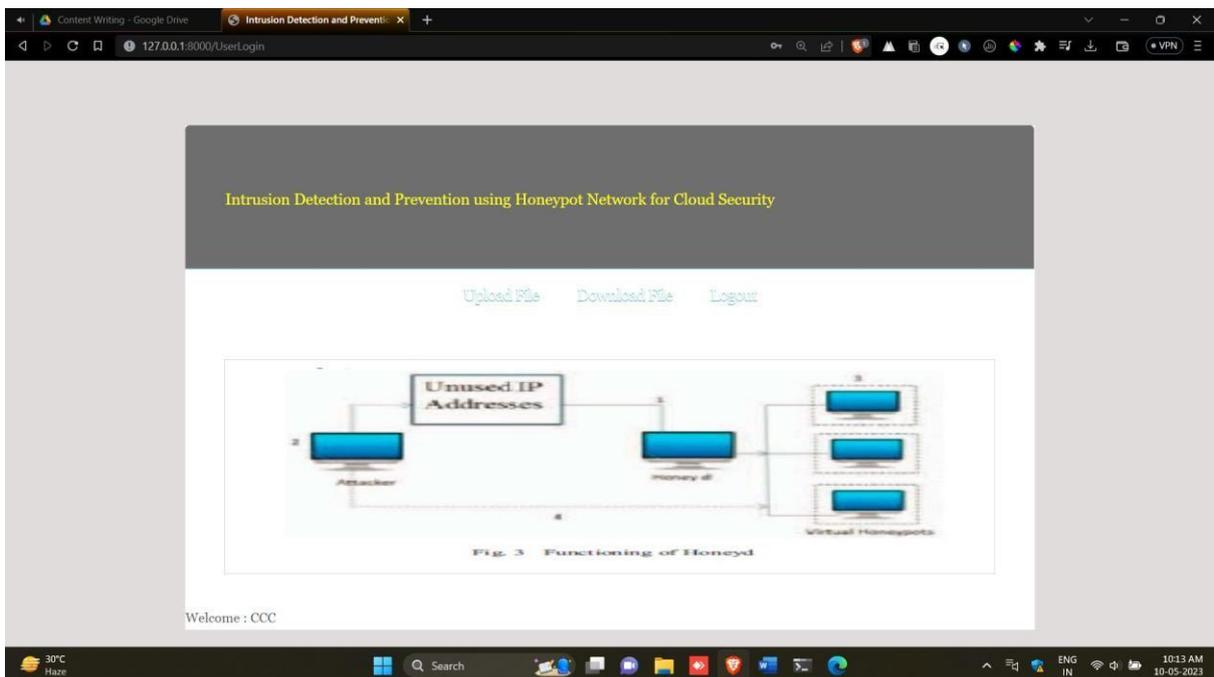 Content Writing - Google Drive
Intrusion Detection and Preventic
127.0.0.1:8000/UserLogin
VPN
Intrusion Detection and Prevention using Honeypot Network for Cloud Security
Upload File Download File Logout
Unused IP
Addresses
1
3
2
Attacker
Honey d
4
Virtual Honeypots
Fig. 3 Functioning of Honeyd
Welcome : CCC
30°C
Haze
Search
ENG
IN
10:13 AM
10-05-2023